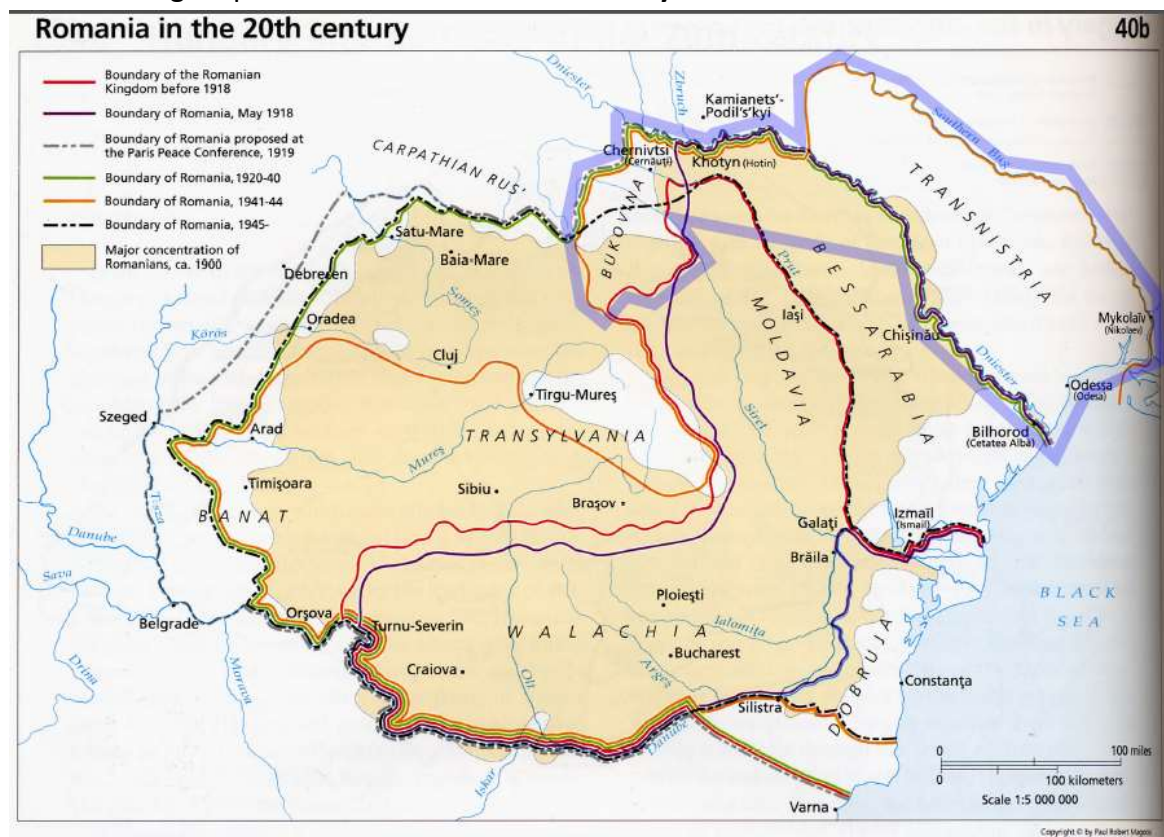 Romania in the 20th century
40b
Boundary of the Romanian
Kingdom before 1918
Boundary of Romania, May 1918
Boundary of Romania proposed at
the Paris Peace Conference, 1919
Boundary of Romania, 1920-40
Boundary of Romania, 1941-44
Boundary of Romania, 1945-
Major concentration of
Romanians, ca. 1900
Dniester
Zbruch
Kamianets'-
Podil's'kyi
Southern Buh
CARPATHIAN RUS'
Chernivtsi
(Cernăuţi)
Khotyn (Hotin)
TRANSNISTRIA
BUKOVINA
Satu-Mare
Baia-Mare
Debrecen
Someş
Prut
BESSARABIA
MOLDAVIA
Iaşi
Chişinău
Mykolaïv
(Nikolaev)
Oradea
Körös
Cluj
Dniester
Odessa
(Odesa)
Tîrgu-Mureş
Szeged
Arad
TRANSYLVANIA
Siret
Bilhorod
(Cetatea Albă)
Mureş
Timişoara
Sibiu
Braşov
BANAT
Tisza
Galaţi
Izmaïl
(Ismail)
Danube
Brăila
Sava
Ploieşti
BLACK
SEA
Belgrade
Orşova
Turnu-Severin
WALACHIA
Ialomiţa
Bucharest
Drina
Morava
Craiova
Olt
Argeş
DOBRUJA
Constanţa
Silistra
Danube
Iskar
0
100 miles
0
100 kilometers
Scale 1:5 000 000
Varna
Copyright © by Paul Robert Magocsi